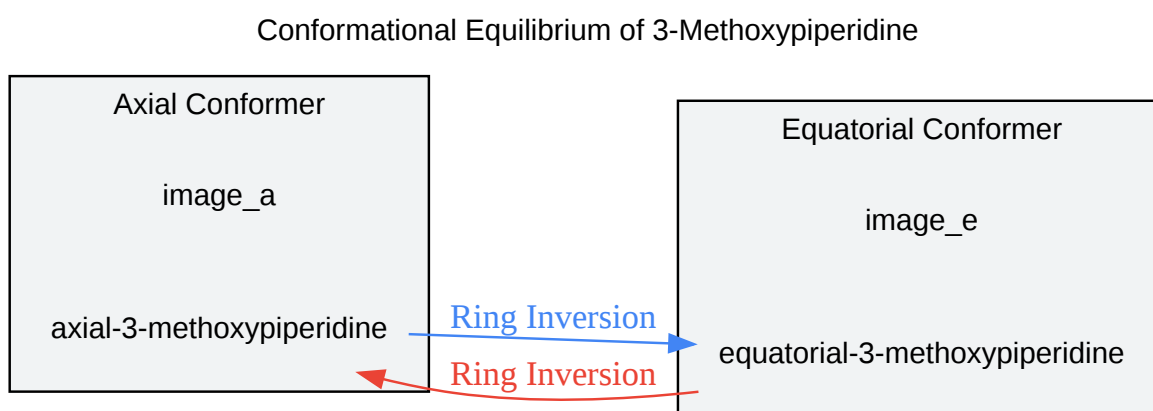 Conformational Equilibrium of 3-Methoxypiperidine
Axial Conformer
image_a
axial-3-methoxypiperidine
Ring Inversion
Ring Inversion
Equatorial Conformer
image_e
equatorial-3-methoxypiperidine